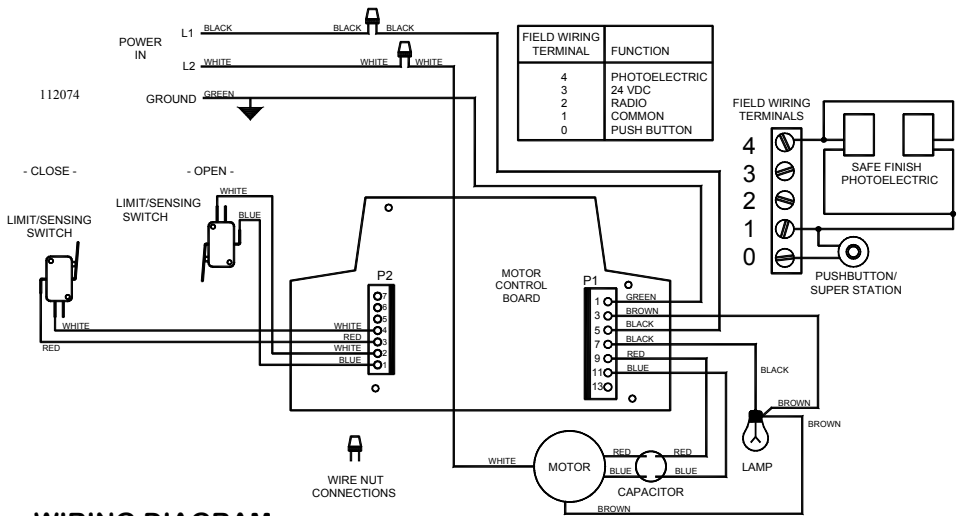 POWER IN
L1 BLACK BLACK BLACK
L2 WHITE WHITE WHITE
112074
GROUND GREEN
FIELD WIRING TERMINAL FUNCTION
4 PHOTOELECTRIC
3 24 VDC
2 RADIO
1 COMMON
0 PUSH BUTTON
FIELD WIRING
TERMINALS
4
3
2
1
0
SAFE FINISH
PHOTOELECTRIC
PUSHBUTTON/
SUPER STATION
- CLOSE -
LIMIT/SENSING
SWITCH
WHITE
RED
- OPEN -
LIMIT/SENSING
SWITCH
WHITE
BLUE
P2
7
6
5
WHITE 4
RED 3
WHITE 2
BLUE 1
MOTOR
CONTROL
BOARD
P1
1 GREEN
3 BROWN
5 BLACK
7 BLACK
9 RED
11 BLUE
13
BLACK
BROWN
BROWN
LAMP
WIRE NUT
CONNECTIONS
WHITE
MOTOR
RED RED
BLUE BLUE
CAPACITOR
BROWN
WIRING DIAGRAM